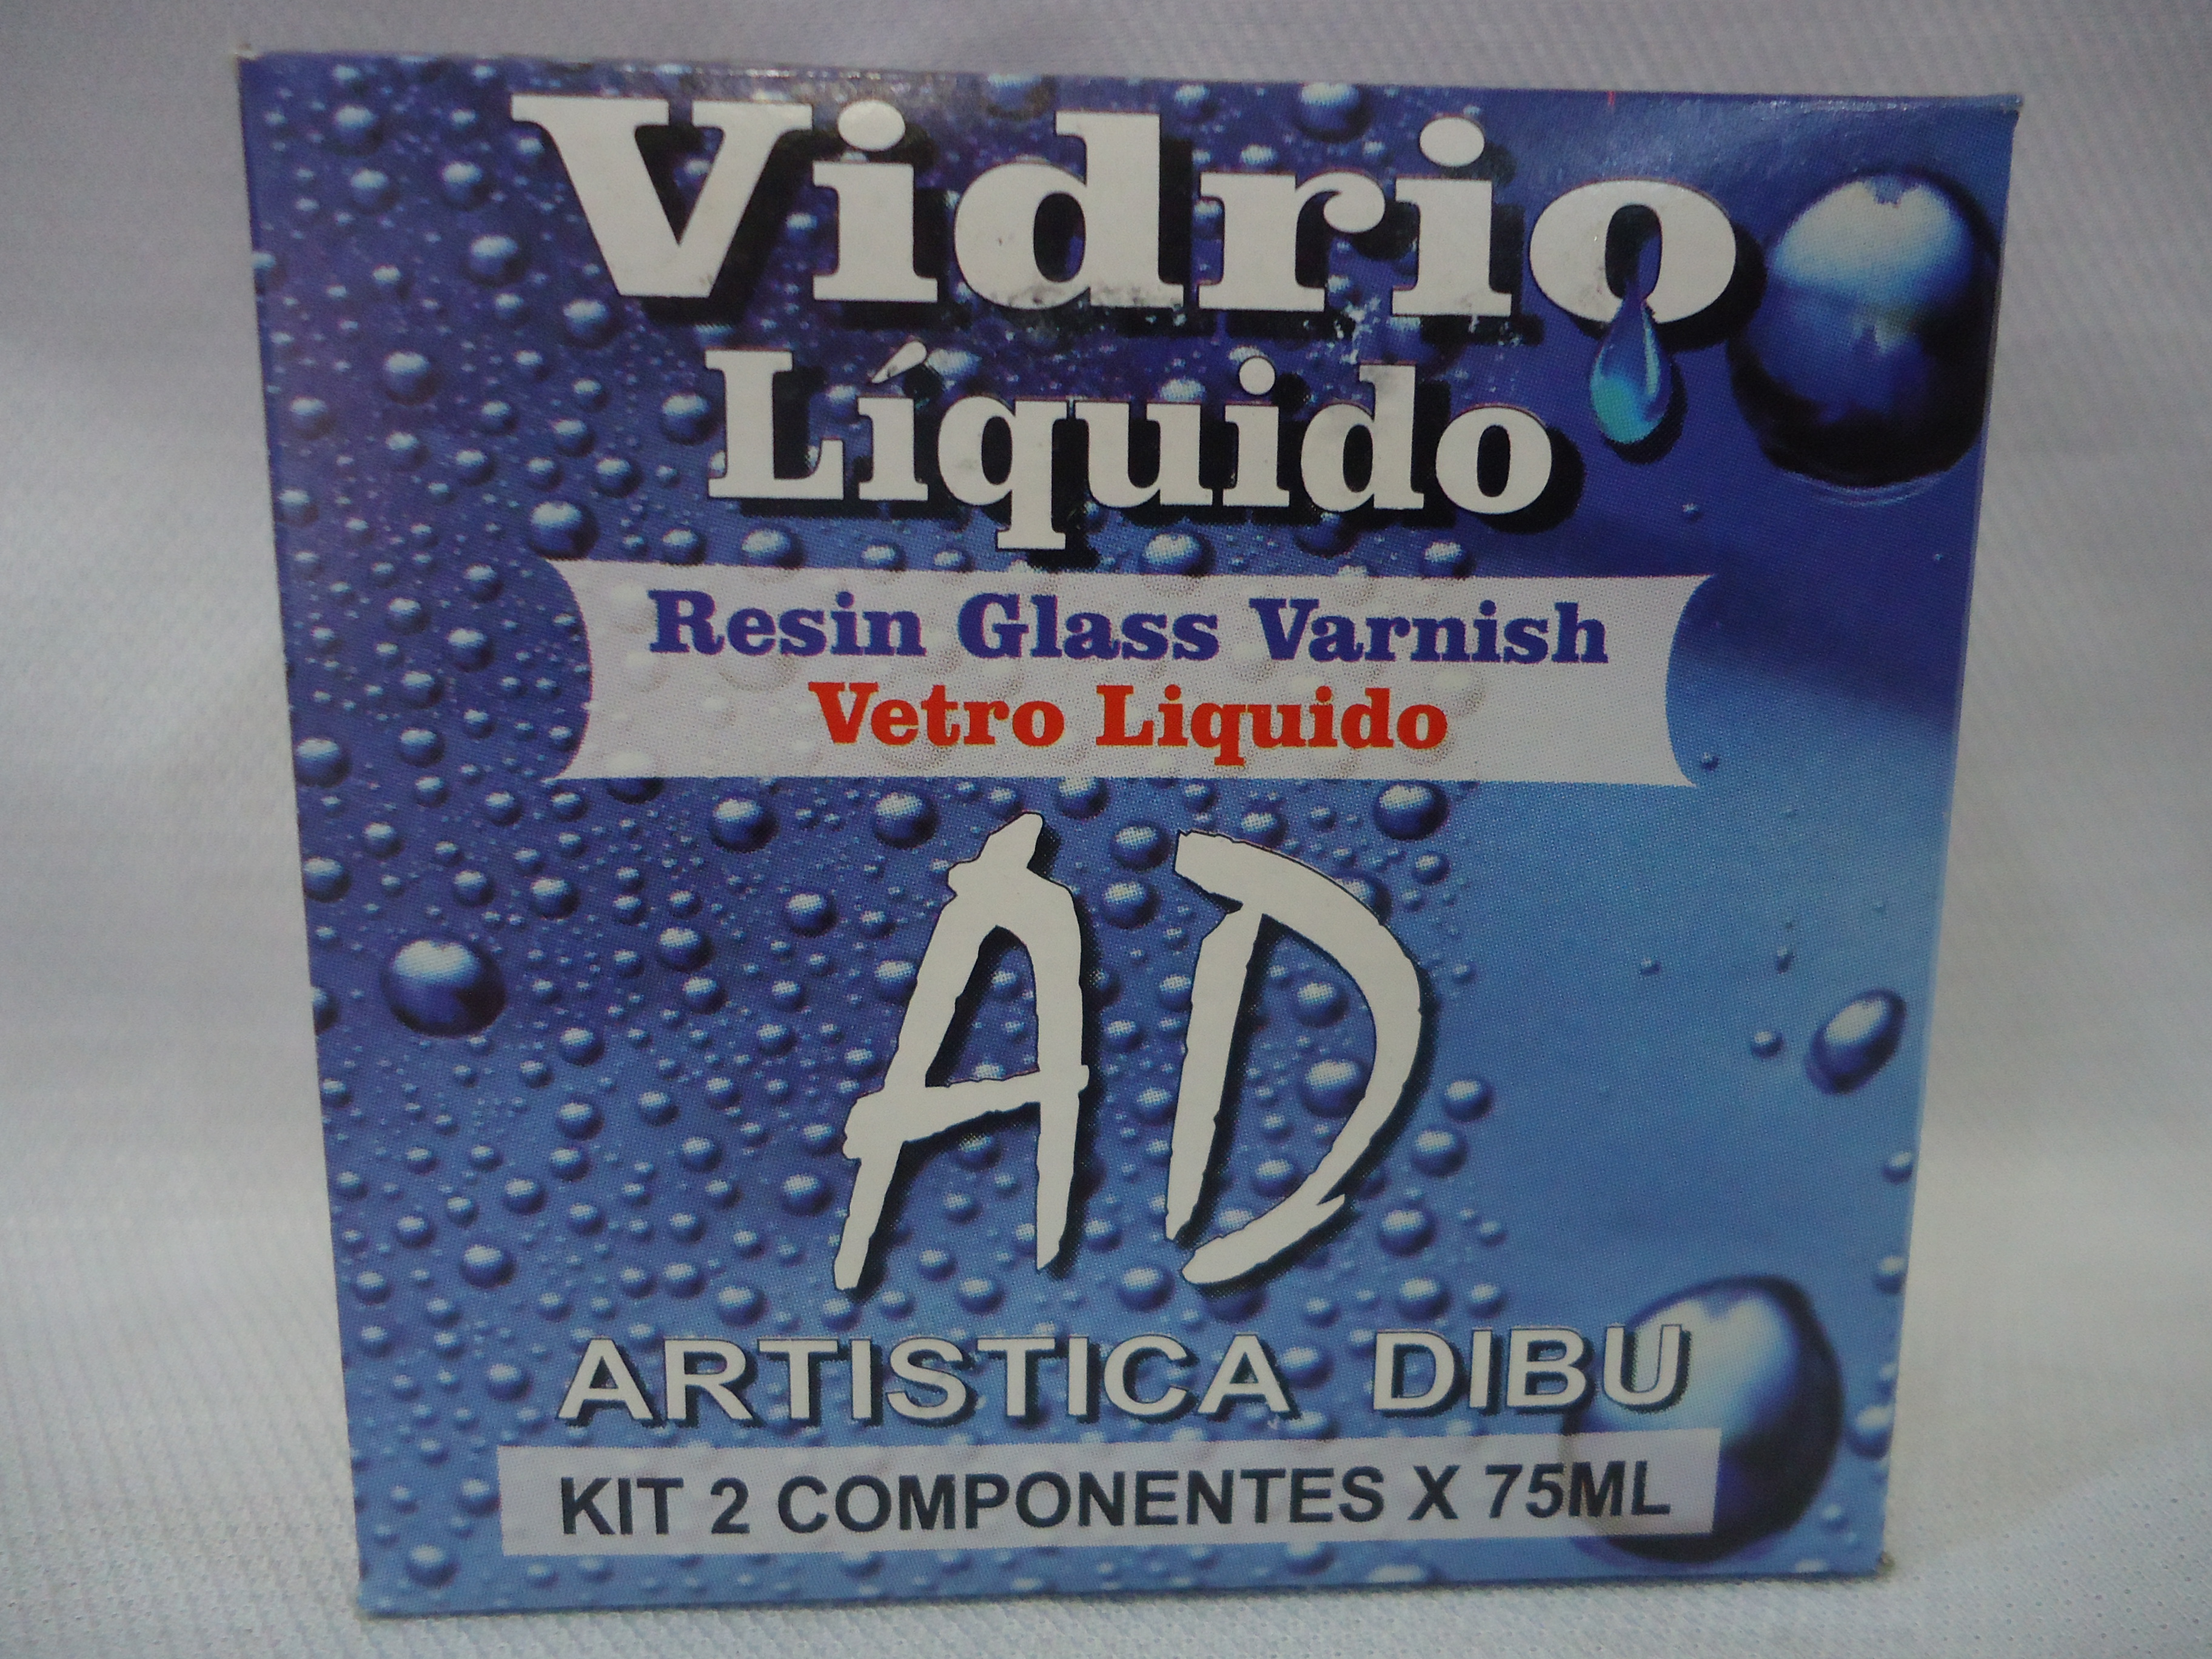 Vidrio
Líquido
Resin Glass Varnish
Vetro Liquido
AD
ARTISTICA DIBU
KIT 2 COMPONENTES X 75ML